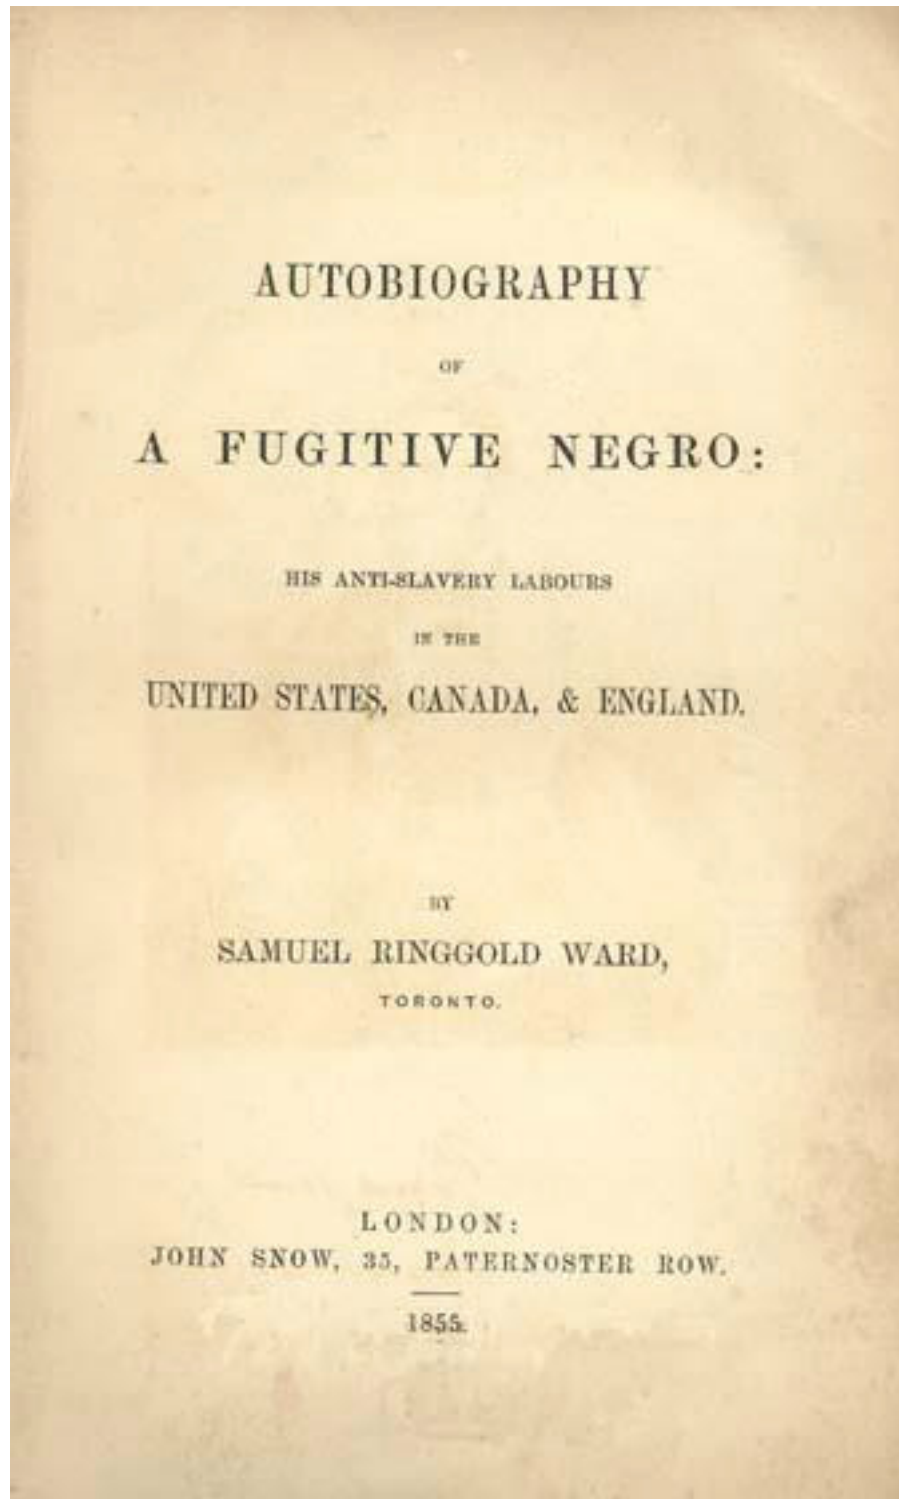 AUTOBIOGRAPHY
OF
A FUGITIVE NEGRO:
HIS ANTI-SLAVERY LABOURS
IN THE
UNITED STATES, CANADA, & ENGLAND.
BY
SAMUEL RINGGOLD WARD,
TORONTO.
LONDON:
JOHN SNOW, 35, PATERNOSTER ROW.
1855.